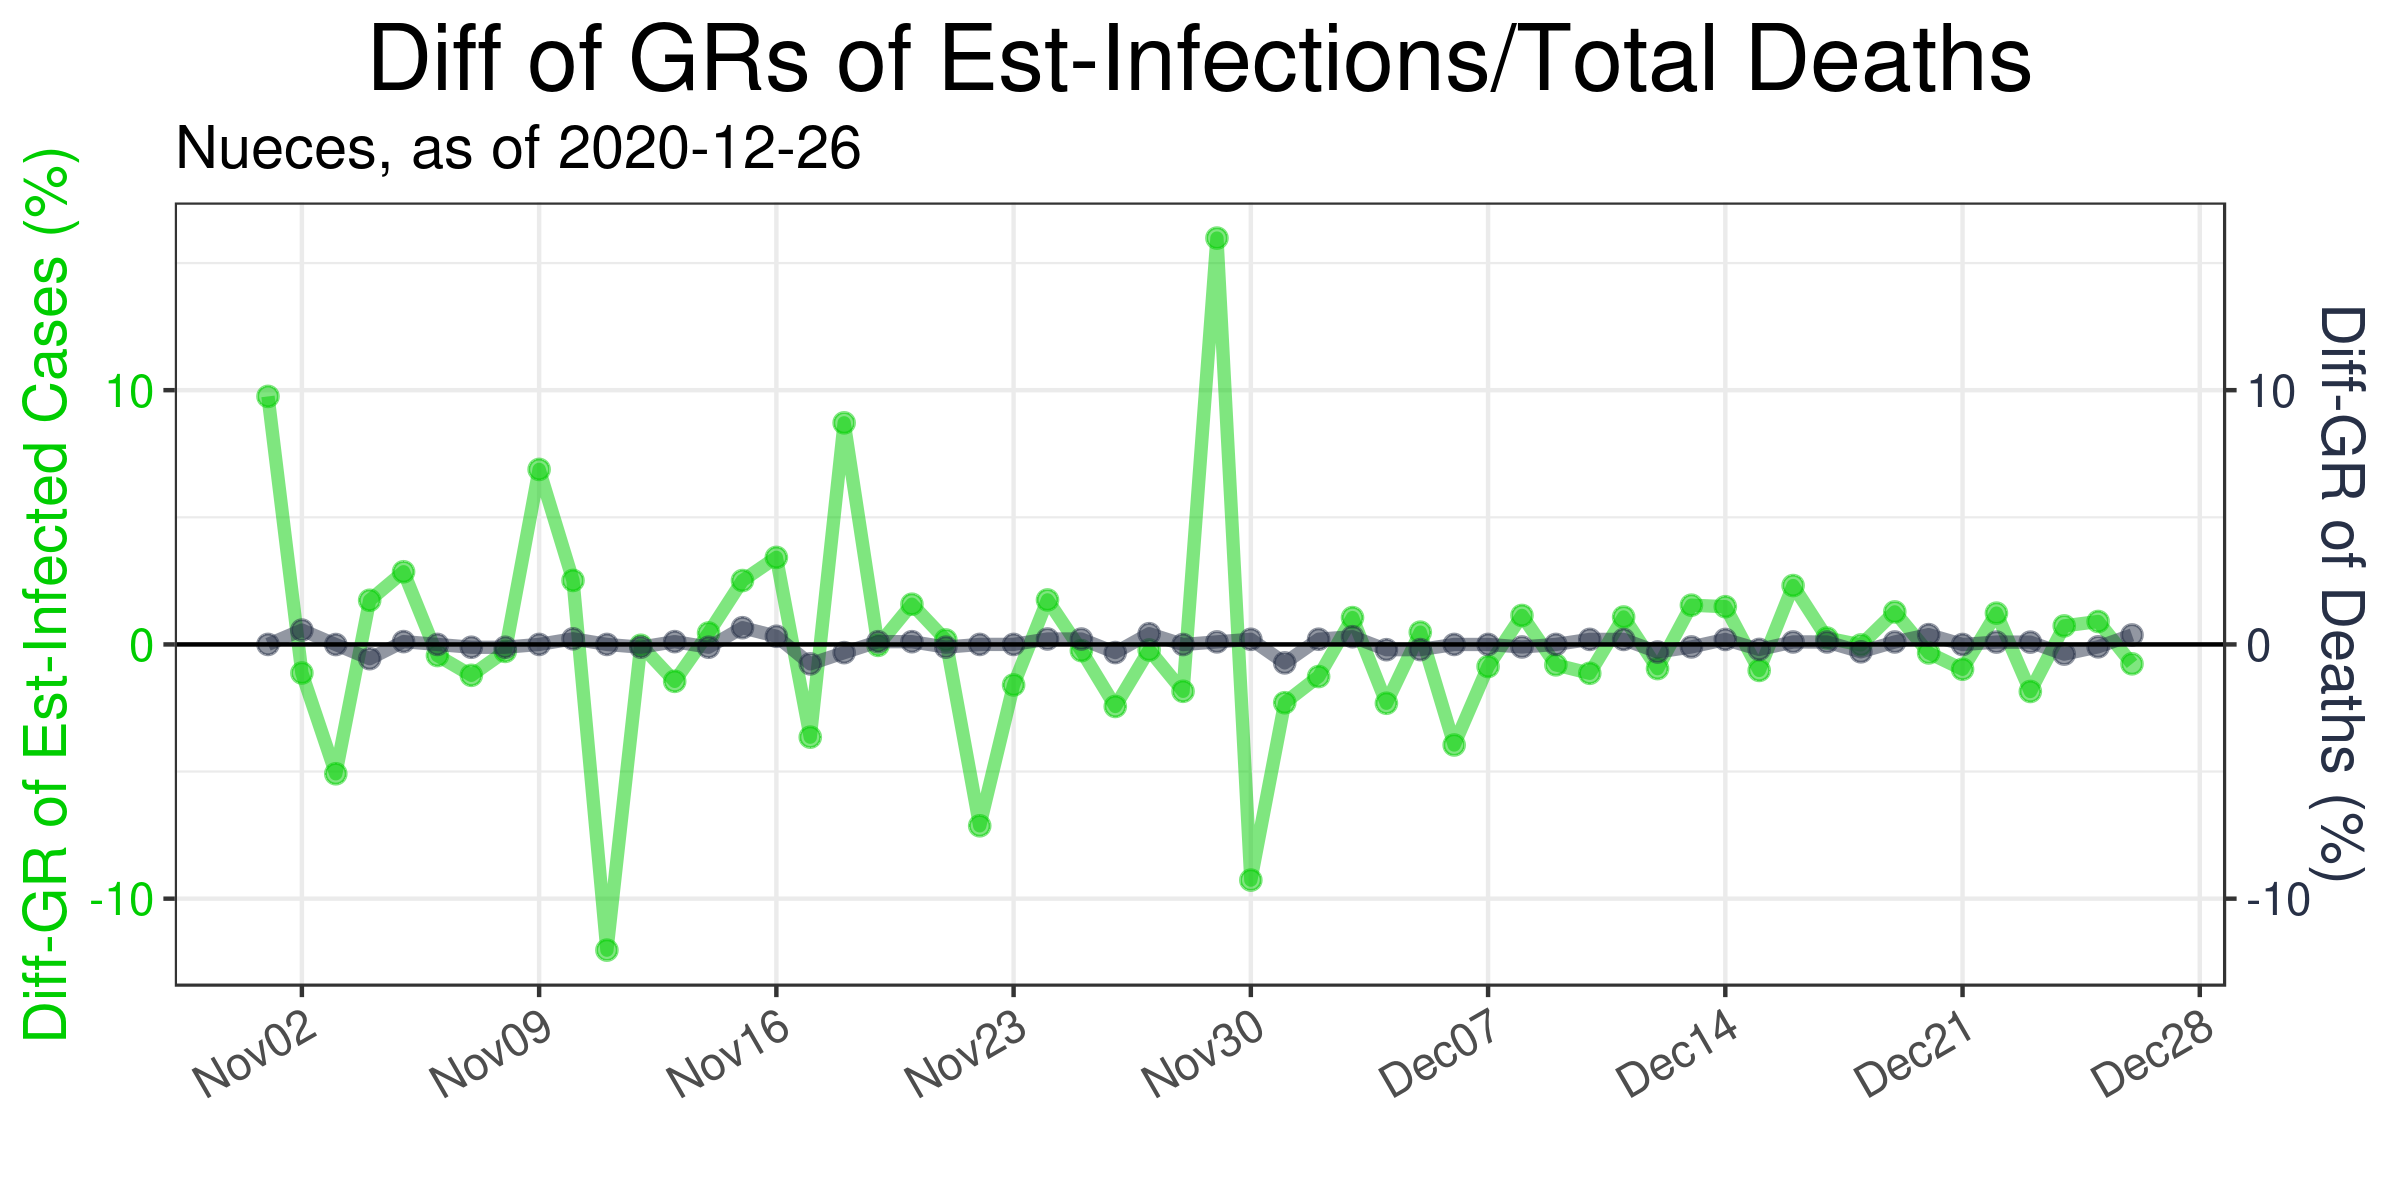 Diff of GRs of Est-Infections/Total Deaths
Nueces, as of 2020-12-26
Diff-GR of Est-Infected Cases (%)
10
0
-10
10
0
-10
Diff-GR of Deaths (%)
Nov02
Nov09
Nov16
Nov23
Nov30
Dec07
Dec14
Dec21
Dec28